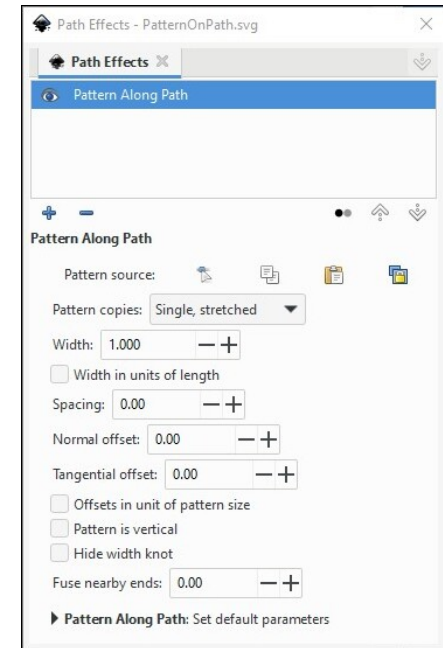 Path Effects - PatternOnPath.svg
Path Effects
Pattern Along Path
Pattern Along Path
Pattern source:
Pattern copies: Single, stretched
Width: 1.000
Width in units of length
Spacing: 0.00
Normal offset: 0.00
Tangential offset: 0.00
Offsets in unit of pattern size
Pattern is vertical
Hide width knot
Fuse nearby ends: 0.00
Pattern Along Path: Set default parameters